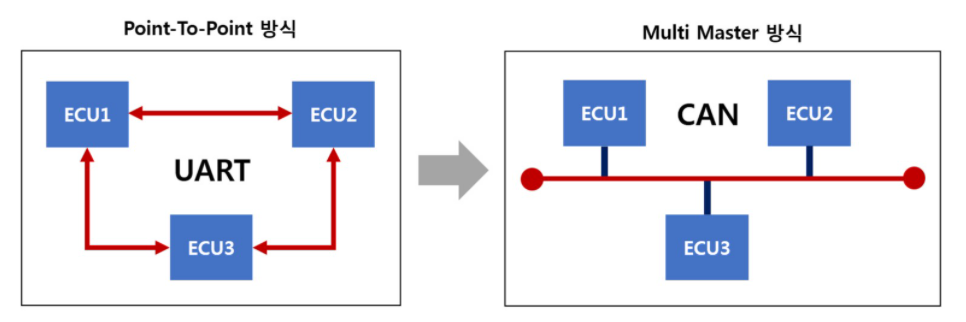 Point-To-Point 방식
ECU1
ECU2
UART
ECU3
Multi Master 방식
ECU1
CAN
ECU2
ECU3